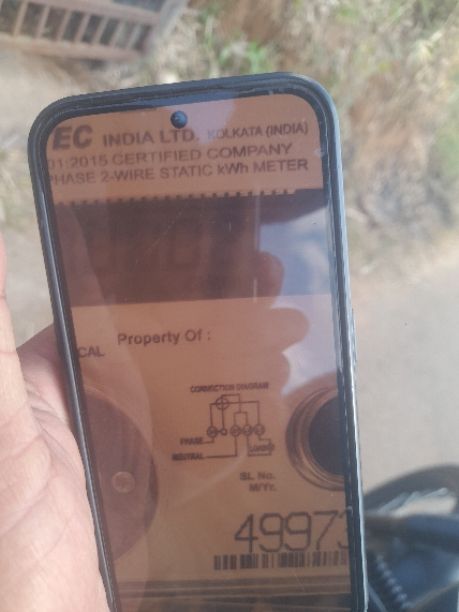 EC INDIA LTD. KOLKATA (INDIA)
01:2015 CERTIFIED COMPANY
PHASE 2-WIRE STATIC kWh METER
Property Of :
CAL
CONNECTION DIAGRAM
PHASE
NEUTRAL
LOAD
SL. No.
M/Yr.
49973